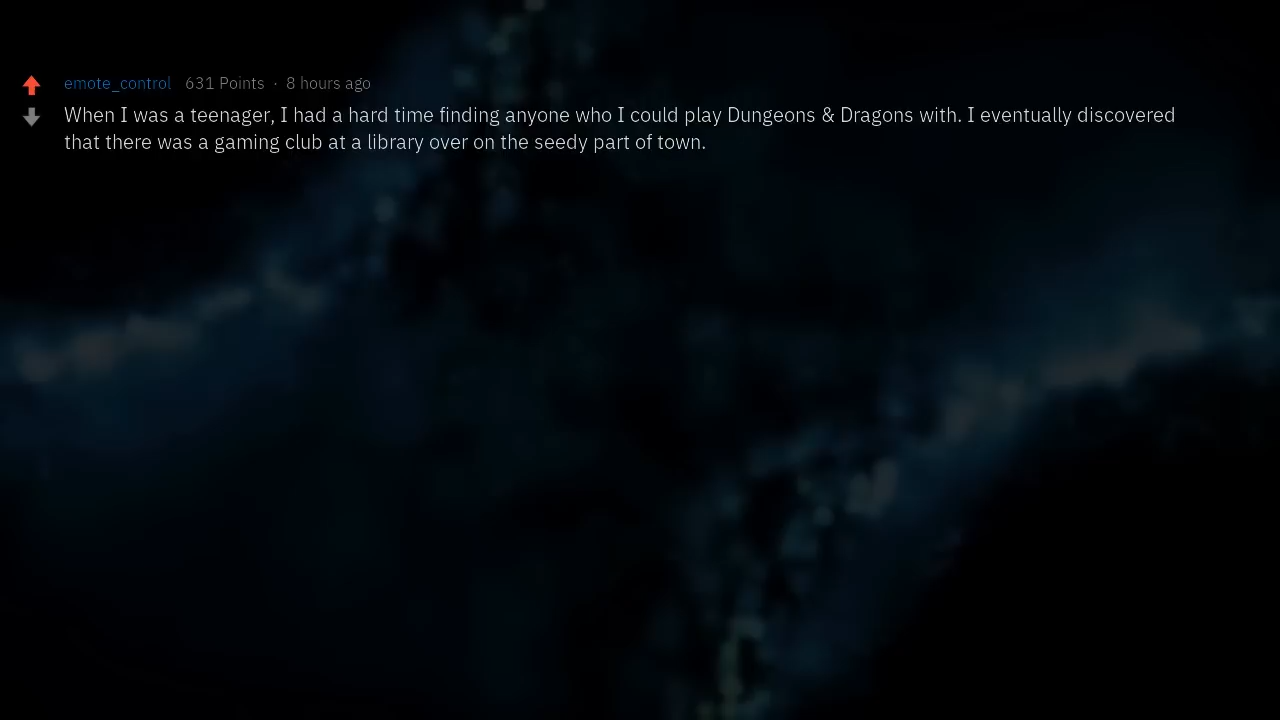 emote_control 631 Points · 8 hours ago
When I was a teenager, I had a hard time finding anyone who I could play Dungeons & Dragons with. I eventually discovered
that there was a gaming club at a library over on the seedy part of town.